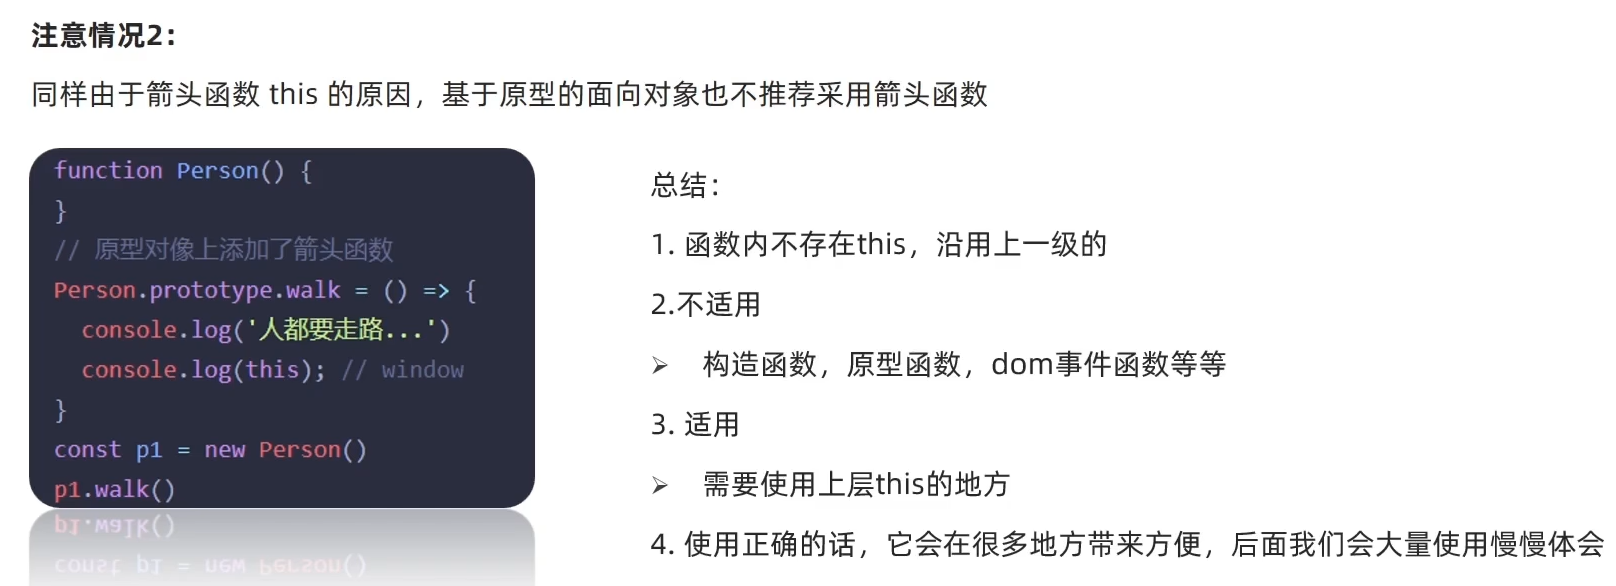 注意情况2：
同样由于箭头函数 this 的原因，基于原型的面向对象也不推荐采用箭头函数
function Person() {
}
// 原型对像上添加了箭头函数
Person.prototype.walk = () => {
  console.log('人都要走路...')
  console.log(this); // window
}
const p1 = new Person()
p1.walk()
总结：
1. 函数内不存在this，沿用上一级的
2.不适用
➢ 构造函数，原型函数，dom事件函数等等
3. 适用
➢ 需要使用上层this的地方
4. 使用正确的话，它会在很多地方带来方便，后面我们会大量使用慢慢体会